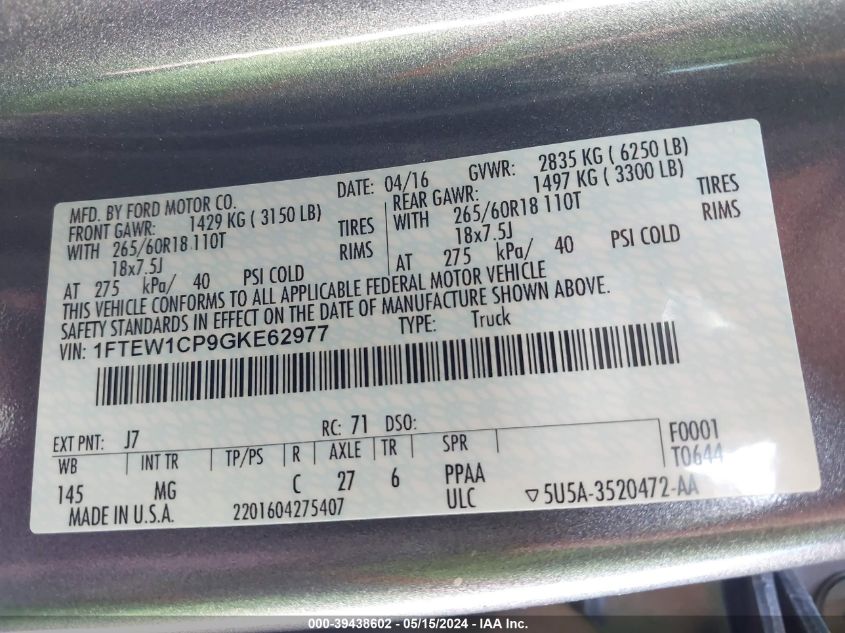 MFD. BY FORD MOTOR CO. DATE: 04/16 GVWR: 2835 KG ( 6250 LB)
FRONT GAWR: 1429 KG ( 3150 LB) REAR GAWR: 1497 KG ( 3300 LB)
WITH 265/60R18 110T TIRES WITH 265/60R18 110T TIRES
18x7.5J RIMS 18x7.5J RIMS
AT 275 kPa/ 40 PSI COLD AT 275 kPa/ 40 PSI COLD
THIS VEHICLE CONFORMS TO ALL APPLICABLE FEDERAL MOTOR VEHICLE
SAFETY STANDARDS IN EFFECT ON THE DATE OF MANUFACTURE SHOWN ABOVE.
VIN: 1FTEW1CP9GKE62977 TYPE: Truck
EXT PNT: J7 RC: 71 DSO: F0001
WB INT TR TP/PS R AXLE TR SPR T0644
145 MG C 27 6 PPAA
ULC ▽5U5A-3520472-AA
MADE IN U.S.A. 2201604275407
000-39438602 - 05/15/2024 - IAA Inc.